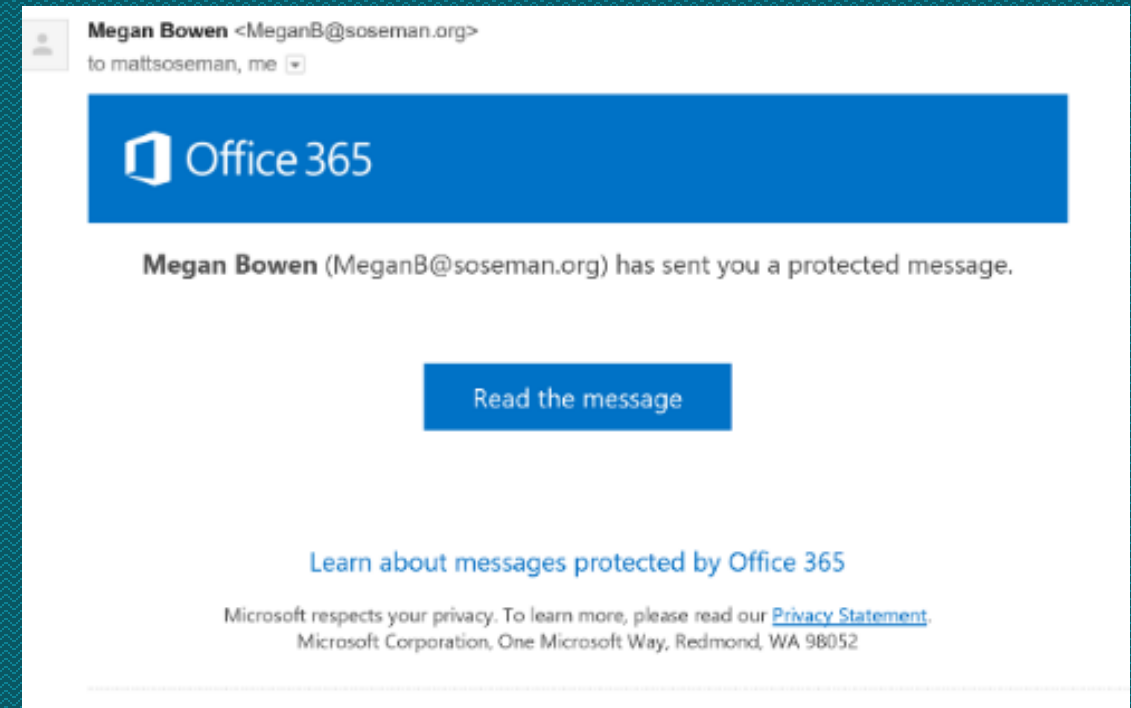 Megan Bowen <MeganB@soseman.org>
to mattsoseman, me
Office 365
Megan Bowen (MeganB@soseman.org) has sent you a protected message.
Read the message
Learn about messages protected by Office 365
Microsoft respects your privacy. To learn more, please read our Privacy Statement.
Microsoft Corporation, One Microsoft Way, Redmond, WA 98052